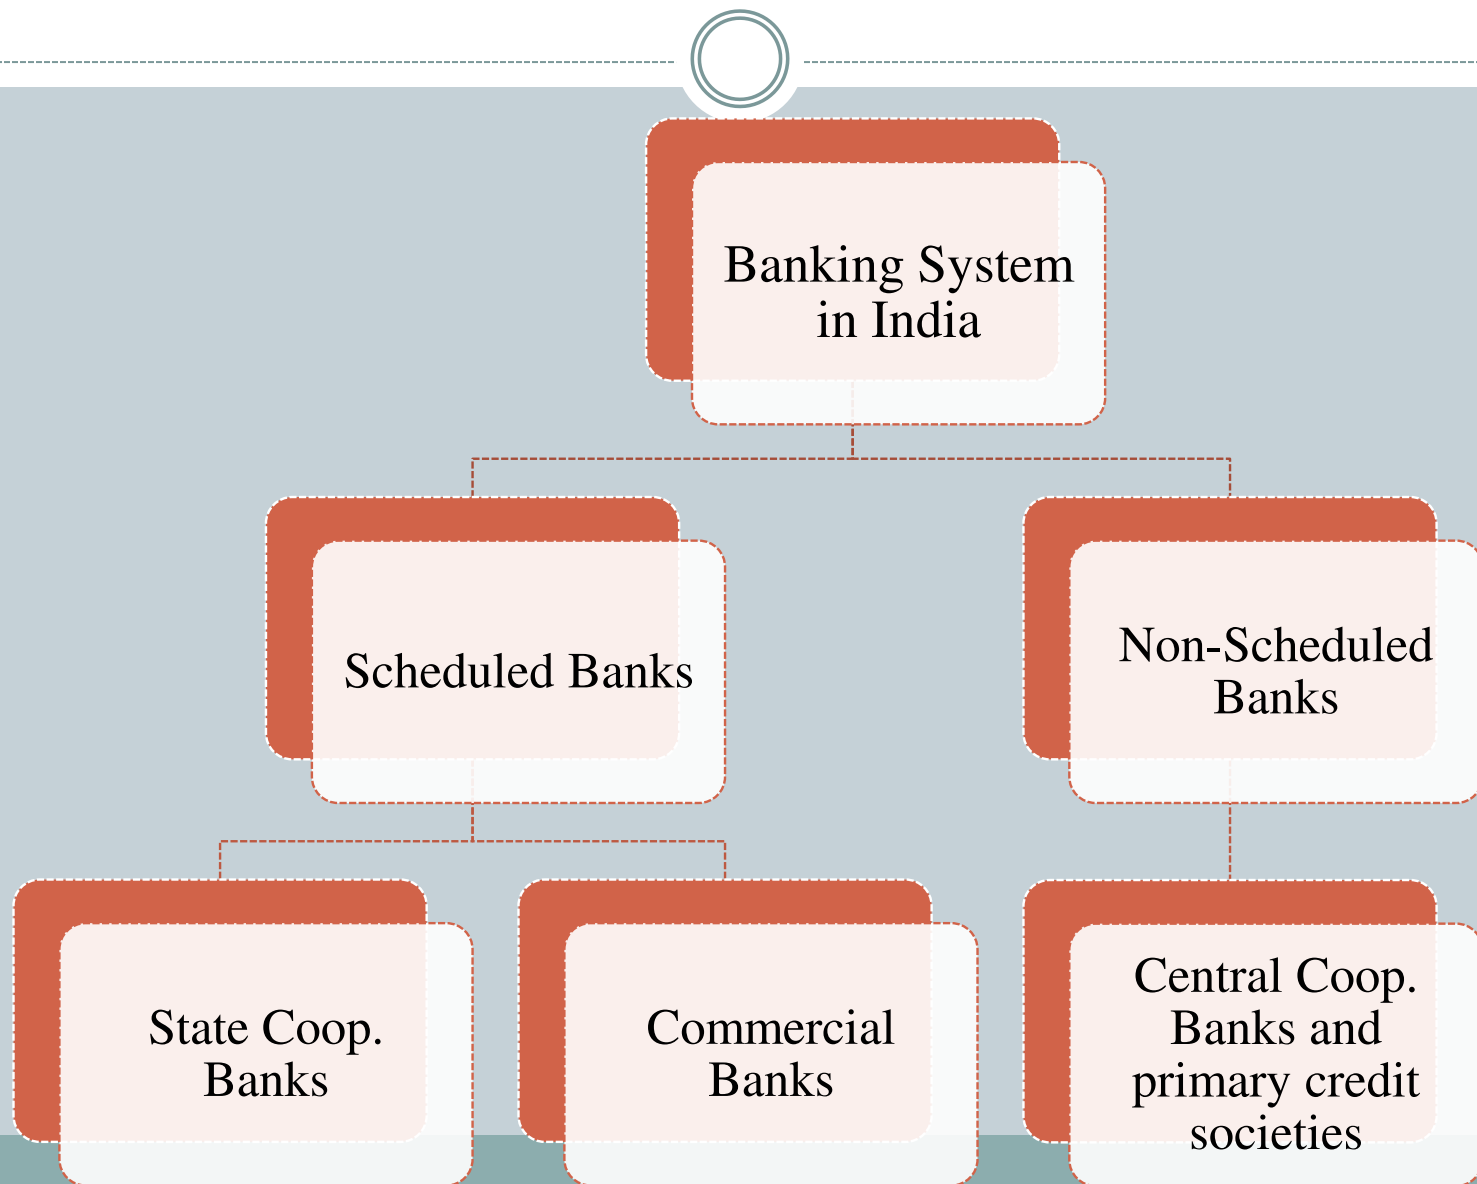 Banking System
in India
Scheduled Banks
Non-Scheduled
Banks
State Coop.
Banks
Commercial
Banks
Central Coop.
Banks and
primary credit
societies